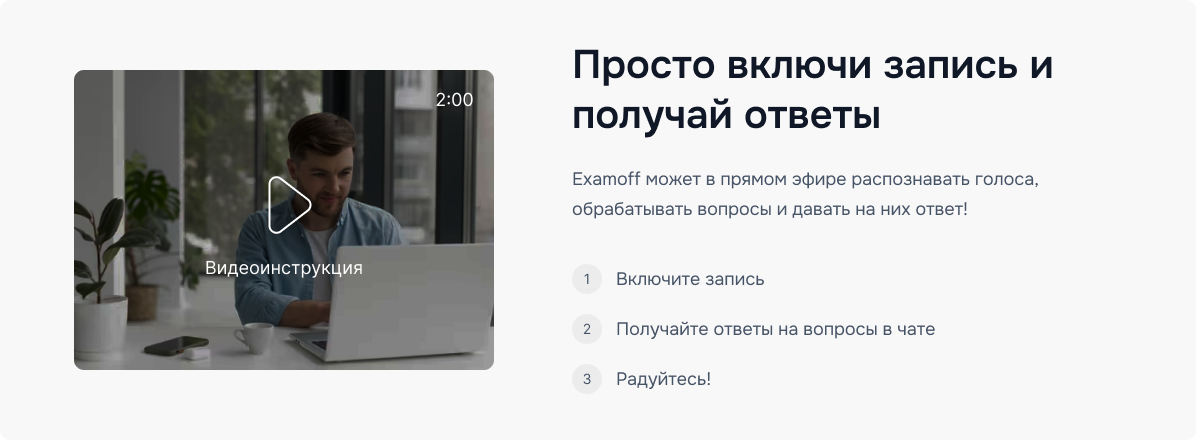 2:00
Видеоинструкция
Просто включи запись и
получай ответы
Examoff может в прямом эфире распознавать голоса,
обрабатывать вопросы и давать на них ответ!
1 Включите запись
2 Получайте ответы на вопросы в чате
3 Радуйтесь!